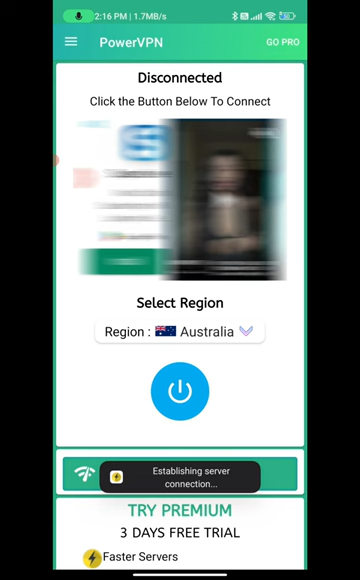 2:16 PM | 1.7MB/s
PowerVPN
GO PRO
Disconnected
Click the Button Below To Connect
Select Region
Region : Australia
Establishing server
connection...
TRY PREMIUM
3 DAYS FREE TRIAL
Faster Servers